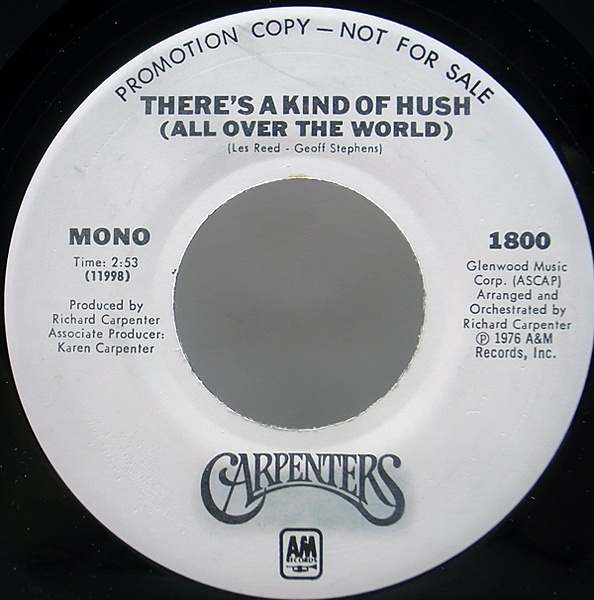 PROMOTION COPY — NOT FOR SALE
THERE'S A KIND OF HUSH
(ALL OVER THE WORLD)
(Les Reed - Geoff Stephens)
MONO
Time: 2:53
(11998)
Produced by
Richard Carpenter
Associate Producer:
Karen Carpenter
1800
Glenwood Music
Corp. (ASCAP)
Arranged and
Orchestrated by
Richard Carpenter
℗ 1976 A&M
Records, Inc.
CARPENTERS
A&M
RECORDS